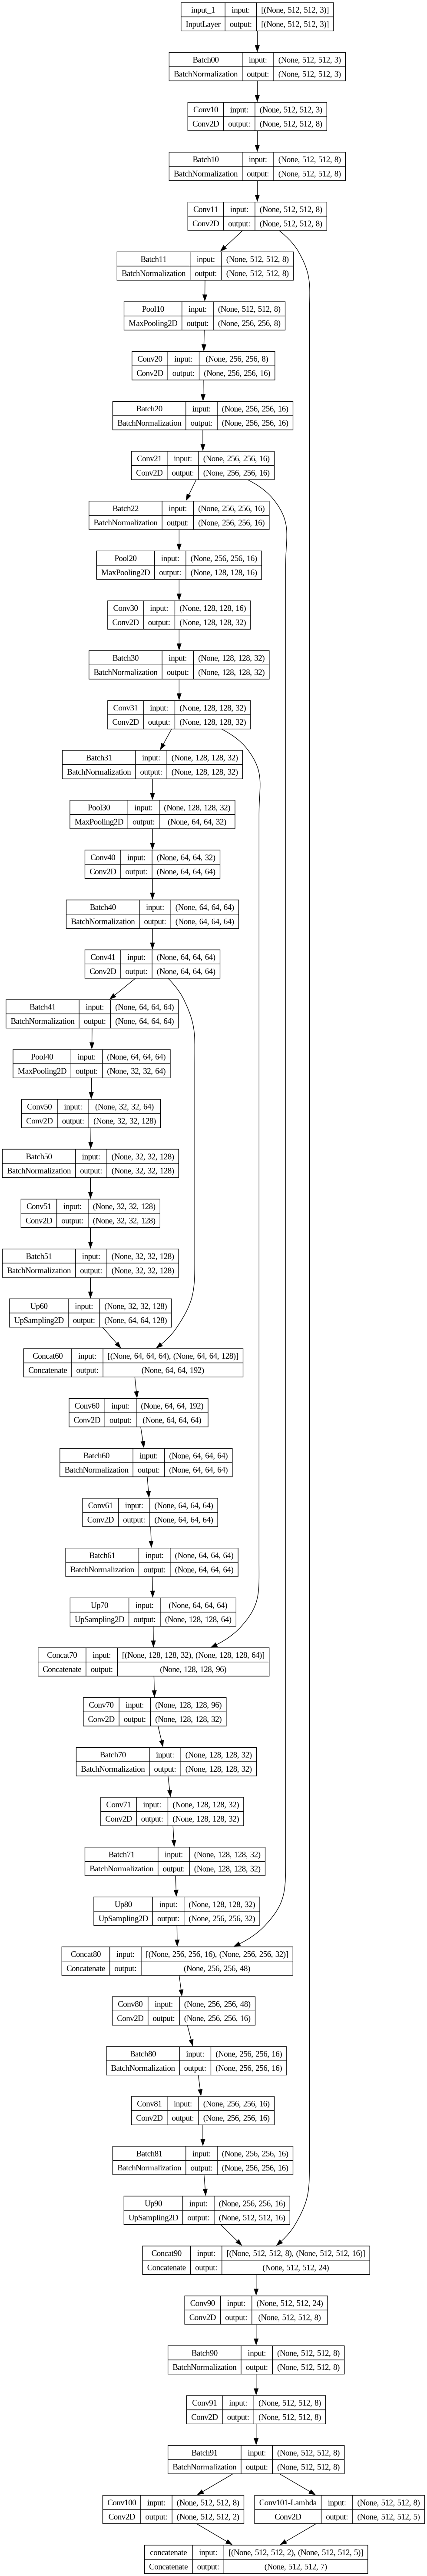 input_1 input: [(None, 512, 512, 3)]
InputLayer output: [(None, 512, 512, 3)]
Batch00 input: (None, 512, 512, 3)
BatchNormalization output: (None, 512, 512, 3)
Conv10 input: (None, 512, 512, 3)
Conv2D output: (None, 512, 512, 8)
Batch10 input: (None, 512, 512, 8)
BatchNormalization output: (None, 512, 512, 8)
Conv11 input: (None, 512, 512, 8)
Conv2D output: (None, 512, 512, 8)
Batch11 input: (None, 512, 512, 8)
BatchNormalization output: (None, 512, 512, 8)
Pool10 input: (None, 512, 512, 8)
MaxPooling2D output: (None, 256, 256, 8)
Conv20 input: (None, 256, 256, 8)
Conv2D output: (None, 256, 256, 16)
Batch20 input: (None, 256, 256, 16)
BatchNormalization output: (None, 256, 256, 16)
Conv21 input: (None, 256, 256, 16)
Conv2D output: (None, 256, 256, 16)
Batch22 input: (None, 256, 256, 16)
BatchNormalization output: (None, 256, 256, 16)
Pool20 input: (None, 256, 256, 16)
MaxPooling2D output: (None, 128, 128, 16)
Conv30 input: (None, 128, 128, 16)
Conv2D output: (None, 128, 128, 32)
Batch30 input: (None, 128, 128, 32)
BatchNormalization output: (None, 128, 128, 32)
Conv31 input: (None, 128, 128, 32)
Conv2D output: (None, 128, 128, 32)
Batch31 input: (None, 128, 128, 32)
BatchNormalization output: (None, 128, 128, 32)
Pool30 input: (None, 128, 128, 32)
MaxPooling2D output: (None, 64, 64, 32)
Conv40 input: (None, 64, 64, 32)
Conv2D output: (None, 64, 64, 64)
Batch40 input: (None, 64, 64, 64)
BatchNormalization output: (None, 64, 64, 64)
Conv41 input: (None, 64, 64, 64)
Conv2D output: (None, 64, 64, 64)
Batch41 input: (None, 64, 64, 64)
BatchNormalization output: (None, 64, 64, 64)
Pool40 input: (None, 64, 64, 64)
MaxPooling2D output: (None, 32, 32, 64)
Conv50 input: (None, 32, 32, 64)
Conv2D output: (None, 32, 32, 128)
Batch50 input: (None, 32, 32, 128)
BatchNormalization output: (None, 32, 32, 128)
Conv51 input: (None, 32, 32, 128)
Conv2D output: (None, 32, 32, 128)
Batch51 input: (None, 32, 32, 128)
BatchNormalization output: (None, 32, 32, 128)
Up60 input: (None, 32, 32, 128)
UpSampling2D output: (None, 64, 64, 128)
Concat60 input: [(None, 64, 64, 64), (None, 64, 64, 128)]
Concatenate output: (None, 64, 64, 192)
Conv60 input: (None, 64, 64, 192)
Conv2D output: (None, 64, 64, 64)
Batch60 input: (None, 64, 64, 64)
BatchNormalization output: (None, 64, 64, 64)
Conv61 input: (None, 64, 64, 64)
Conv2D output: (None, 64, 64, 64)
Batch61 input: (None, 64, 64, 64)
BatchNormalization output: (None, 64, 64, 64)
Up70 input: (None, 64, 64, 64)
UpSampling2D output: (None, 128, 128, 64)
Concat70 input: [(None, 128, 128, 32), (None, 128, 128, 64)]
Concatenate output: (None, 128, 128, 96)
Conv70 input: (None, 128, 128, 96)
Conv2D output: (None, 128, 128, 32)
Batch70 input: (None, 128, 128, 32)
BatchNormalization output: (None, 128, 128, 32)
Conv71 input: (None, 128, 128, 32)
Conv2D output: (None, 128, 128, 32)
Batch71 input: (None, 128, 128, 32)
BatchNormalization output: (None, 128, 128, 32)
Up80 input: (None, 128, 128, 32)
UpSampling2D output: (None, 256, 256, 32)
Concat80 input: [(None, 256, 256, 16), (None, 256, 256, 32)]
Concatenate output: (None, 256, 256, 48)
Conv80 input: (None, 256, 256, 48)
Conv2D output: (None, 256, 256, 16)
Batch80 input: (None, 256, 256, 16)
BatchNormalization output: (None, 256, 256, 16)
Conv81 input: (None, 256, 256, 16)
Conv2D output: (None, 256, 256, 16)
Batch81 input: (None, 256, 256, 16)
BatchNormalization output: (None, 256, 256, 16)
Up90 input: (None, 256, 256, 16)
UpSampling2D output: (None, 512, 512, 16)
Concat90 input: [(None, 512, 512, 8), (None, 512, 512, 16)]
Concatenate output: (None, 512, 512, 24)
Conv90 input: (None, 512, 512, 24)
Conv2D output: (None, 512, 512, 8)
Batch90 input: (None, 512, 512, 8)
BatchNormalization output: (None, 512, 512, 8)
Conv91 input: (None, 512, 512, 8)
Conv2D output: (None, 512, 512, 8)
Batch91 input: (None, 512, 512, 8)
BatchNormalization output: (None, 512, 512, 8)
Conv100 input: (None, 512, 512, 8)
Conv2D output: (None, 512, 512, 2)
Conv101-Lambda input: (None, 512, 512, 8)
Conv2D output: (None, 512, 512, 5)
concatenate input: [(None, 512, 512, 2), (None, 512, 512, 5)]
Concatenate output: (None, 512, 512, 7)